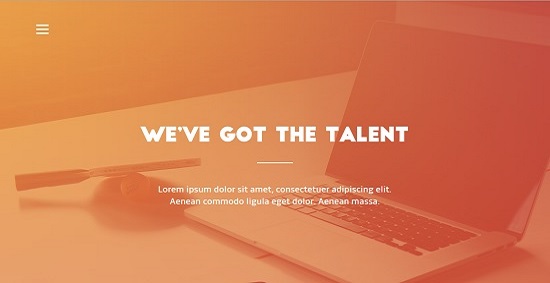 WE'VE GOT THE TALENT
Lorem ipsum dolor sit amet, consectetuer adipiscing elit.
Aenean commodo ligula eget dolor. Aenean massa.